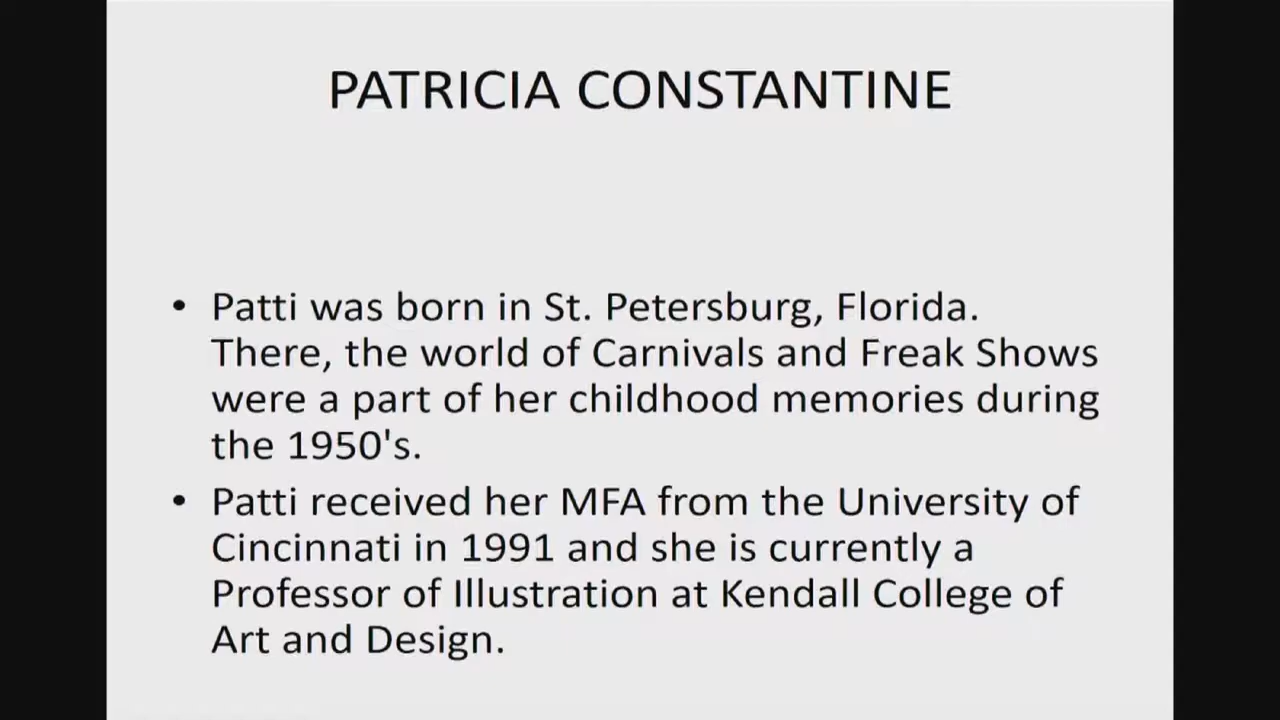 PATRICIA CONSTANTINE
• Patti was born in St. Petersburg, Florida.
There, the world of Carnivals and Freak Shows
were a part of her childhood memories during
the 1950's.
• Patti received her MFA from the University of
Cincinnati in 1991 and she is currently a
Professor of Illustration at Kendall College of
Art and Design.